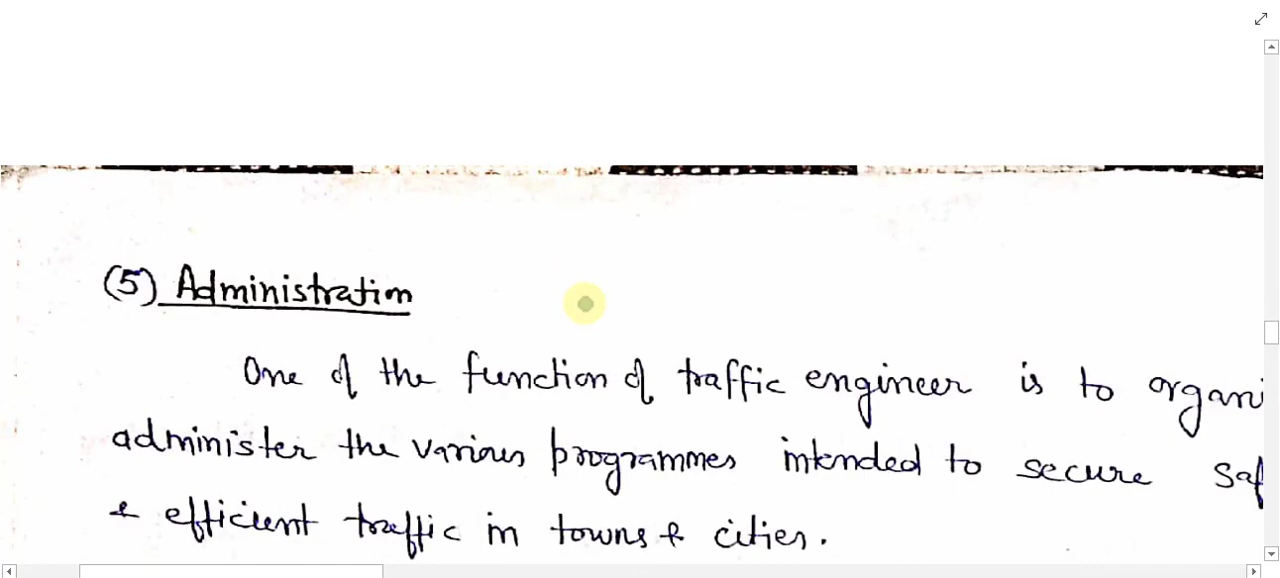 (5) Administration
One of the function of traffic engineer is to organi
administer the various programmes intended to secure saf
& efficient traffic in towns & cities.